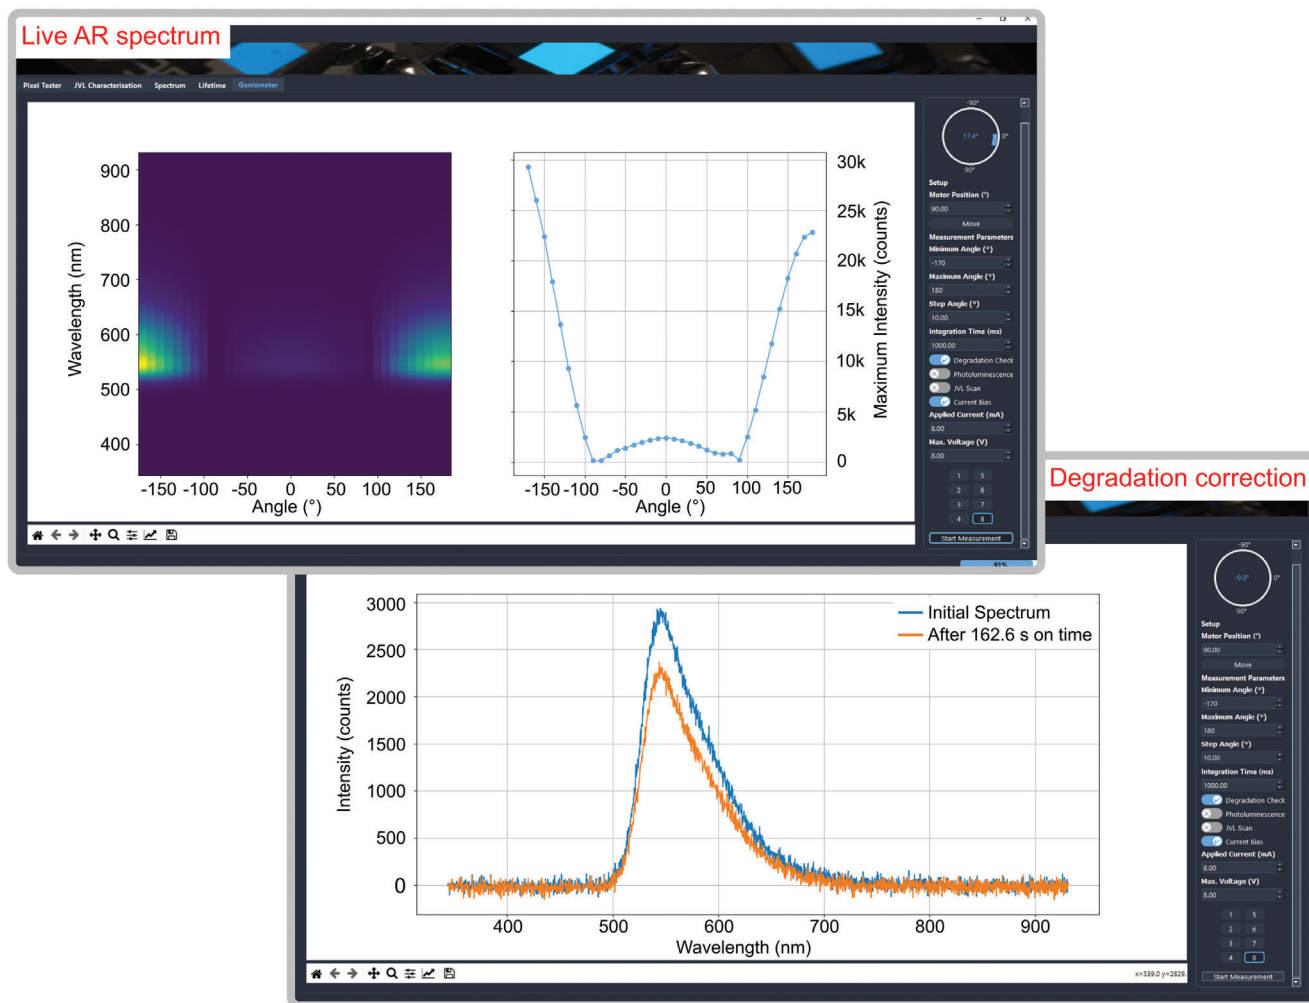 Live AR spectrum
Pixel Tester JVL Characterisation Spectrum Lifetime Goniometer
900
800
700
600
500
400
Wavelength (nm)
-150 -100 -50 0 50 100 150
Angle (°)
30k
25k
20k
15k
10k
5k
0
Maximum Intensity (counts)
-150 -100 -50 0 50 100 150
Angle (°)
-90°
17.4° 0°
90°
Setup
Motor Position (°)
90.00
Move
Measurement Parameters
Minimum Angle (°)
-170
Maximum Angle (°)
180
Step Angle (°)
10.00
Integration Time (ms)
1000.00
Degradation Check
Photoluminescence
JVL Scan
Current Bias
Applied Current (mA)
8.00
Max. Voltage (V)
8.00
1 5
2 6
3 7
4 8
Start Measurement
91%
Degradation correction
3000
2500
2000
1500
1000
500
0
Intensity (counts)
Initial Spectrum
After 162.6 s on time
400 500 600 700 800 900
Wavelength (nm)
x=539.0 y=2829.
-90°
-0.0° 0°
90°
Setup
Motor Position (°)
90.00
Move
Measurement Parameters
Minimum Angle (°)
-170
Maximum Angle (°)
180
Step Angle (°)
10.00
Integration Time (ms)
1000.00
Degradation Check
Photoluminescence
JVL Scan
Current Bias
Applied Current (mA)
8.00
Max. Voltage (V)
8.00
1 5
2 6
3 7
4 8
Start Measurement